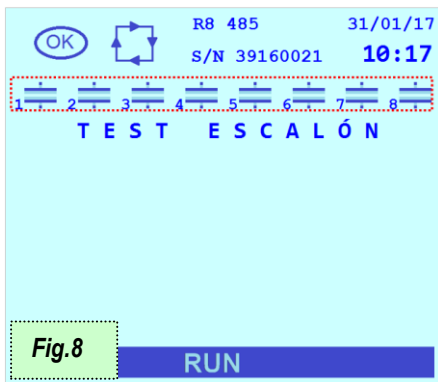 OK R8 485 31/01/17
S/N 39160021 10:17
1 2 3 4 5 6 7 8
TEST ESCALÓN
Fig.8
RUN